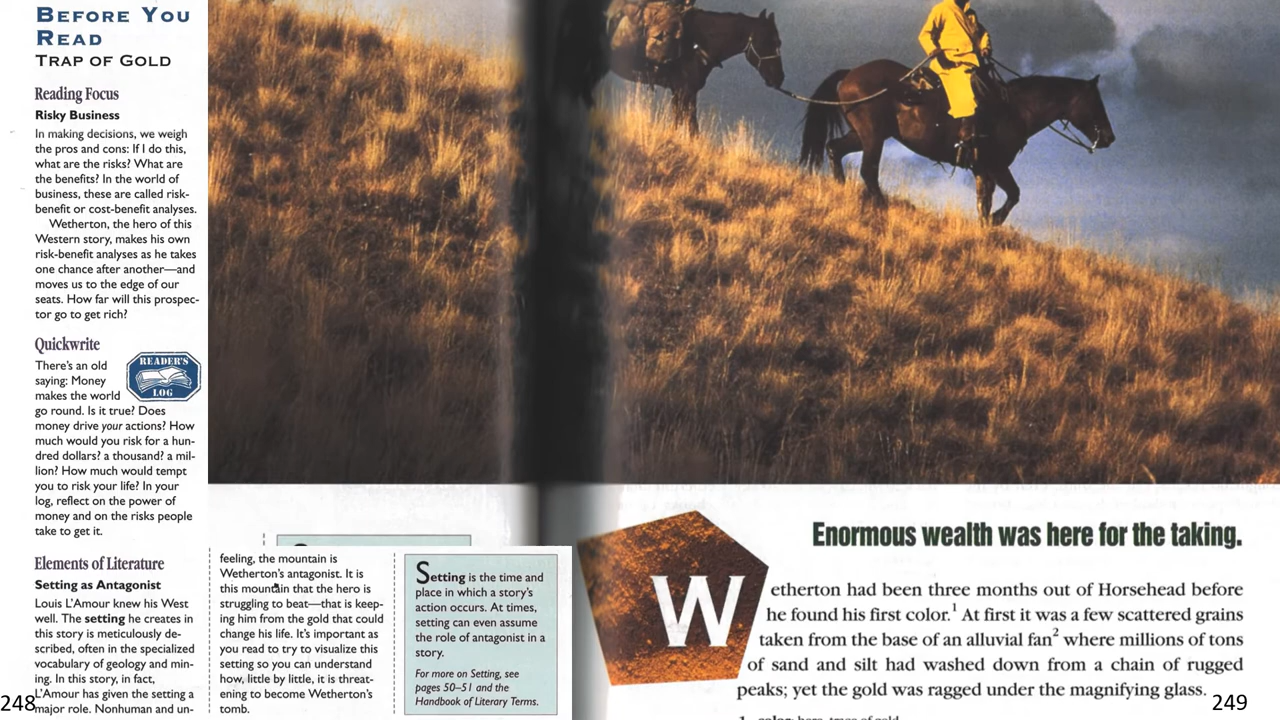 BEFORE YOU
READ
TRAP OF GOLD
Reading Focus
Risky Business
In making decisions, we weigh
the pros and cons: If I do this,
what are the risks? What are
the benefits? In the world of
business, these are called risk-
benefit or cost-benefit analyses.
Wetherton, the hero of this
Western story, makes his own
risk-benefit analyses as he takes
one chance after another—and
moves us to the edge of our
seats. How far will this prospec-
tor go to get rich?
Quickwrite
READER'S
LOG
There's an old
saying: Money
makes the world
go round. Is it true? Does
money drive your actions? How
much would you risk for a hun-
dred dollars? a thousand? a mil-
lion? How much would tempt
you to risk your life? In your
log, reflect on the power of
money and on the risks people
take to get it.
Elements of Literature
Setting as Antagonist
Louis L'Amour knew his West
well. The setting he creates in
this story is meticulously de-
scribed, often in the specialized
vocabulary of geology and min-
ing. In this story, in fact,
L'Amour has given the setting a
major role. Nonhuman and un-
248
feeling, the mountain is
Wetherton's antagonist. It is
this mountain that the hero is
struggling to beat—that is keep-
ing him from the gold that could
change his life. It's important as
you read to try to visualize this
setting so you can understand
how, little by little, it is threat-
ening to become Wetherton's
tomb.
Setting is the time and
place in which a story's
action occurs. At times,
setting can even assume
the role of antagonist in a
story.
For more on Setting, see
pages 50–51 and the
Handbook of Literary Terms.
Enormous wealth was here for the taking.
Wetherton had been three months out of Horsehead before
he found his first color.1 At first it was a few scattered grains
taken from the base of an alluvial fan2 where millions of tons
of sand and silt had washed down from a chain of rugged
peaks; yet the gold was ragged under the magnifying glass.
249
1. color: here, trace of gold